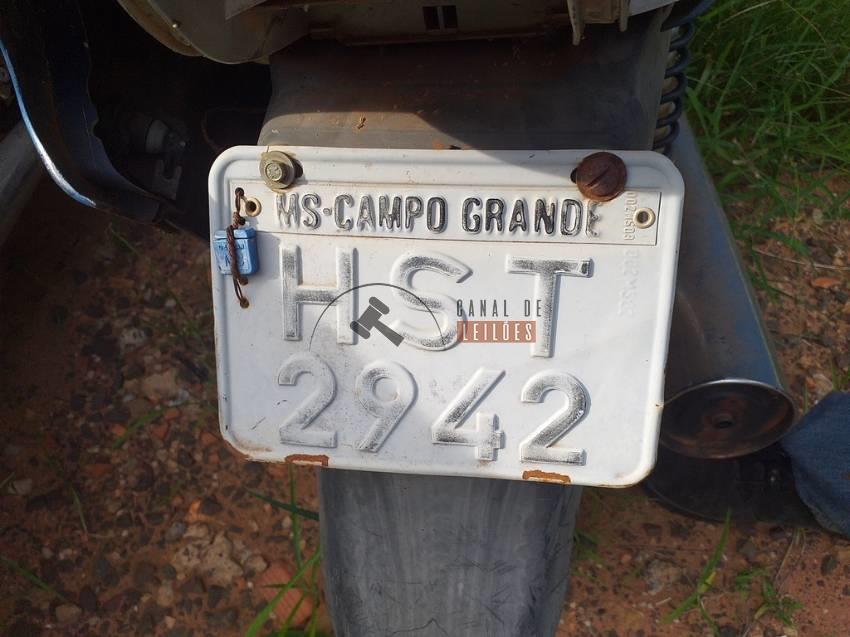 MS-CAMPO GRANDE
HST
CANAL DE
LEILÕES
2942